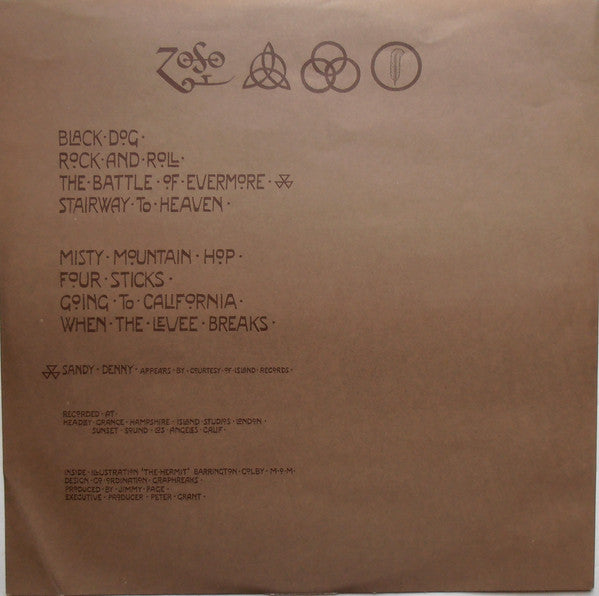 ZoSo
BLACK·DOG·
ROCK·AND·ROLL·
THE·BATTLE·OF·EVERMORE·
STAIRWAY·TO·HEAVEN·
MISTY·MOUNTAIN·HOP·
FOUR·STICKS·
GOING·TO·CALIFORNIA·
WHEN·THE·LEVEE·BREAKS·
SANDY·DENNY·APPEARS·BY·COURTESY·OF·ISLAND·RECORDS·
RECORDED·AT·
HEADLY·GRANGE·HAMPSHIRE·ISLAND·STUDIOS·LONDON·
SUNSET·SOUND·LOS·ANGELES·CALIF·
INSIDE·ILLUSTRATION·"THE·HERMIT"·BARRINGTON·COLBY·M·O·M·
DESIGN·CO·ORDINATION·GRAPHREAKS·
PRODUCED·BY·JIMMY·PAGE·
EXECUTIVE·PRODUCER·PETER·GRANT·